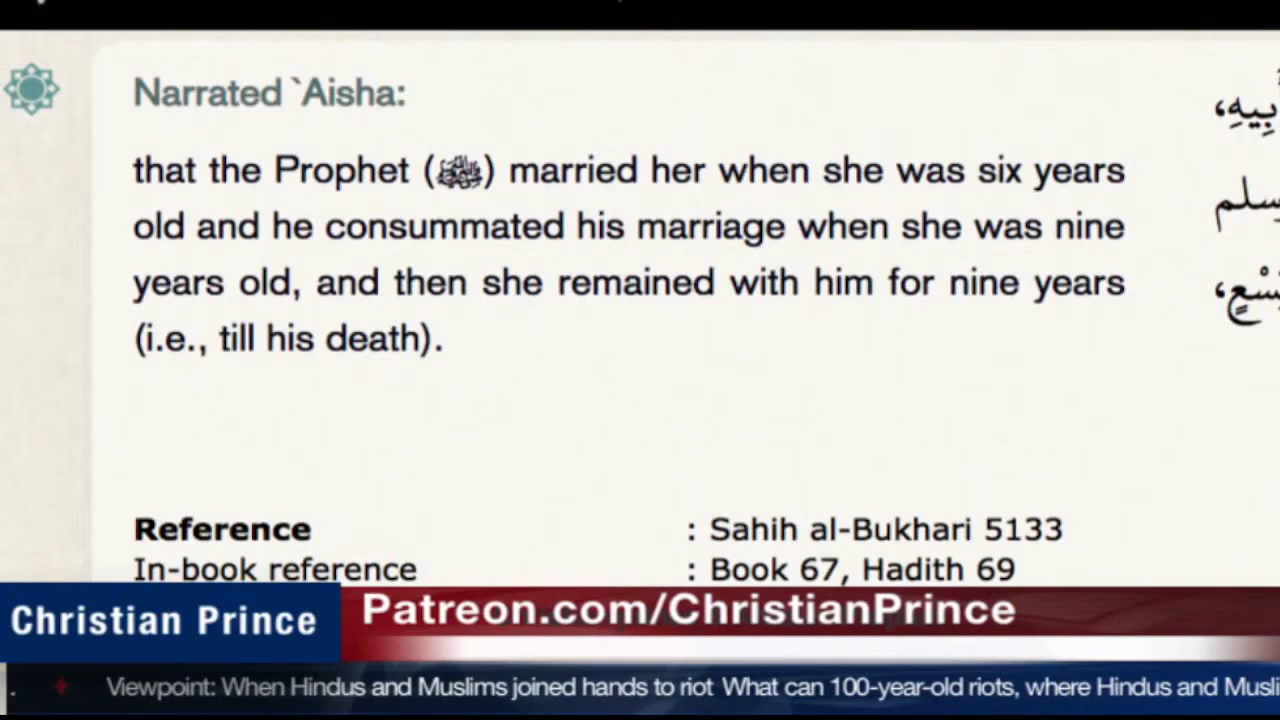 Narrated `Aisha:
that the Prophet (ﷺ) married her when she was six years
old and he consummated his marriage when she was nine
years old, and then she remained with him for nine years
(i.e., till his death).
بِيهِ،
Reference : Sahih al-Bukhari 5133
In-book reference : Book 67, Hadith 69
Christian Prince
Patreon.com/ChristianPrince
Viewpoint: When Hindus and Muslims joined hands to riot What can 100-year-old riots, where Hindus and Musli